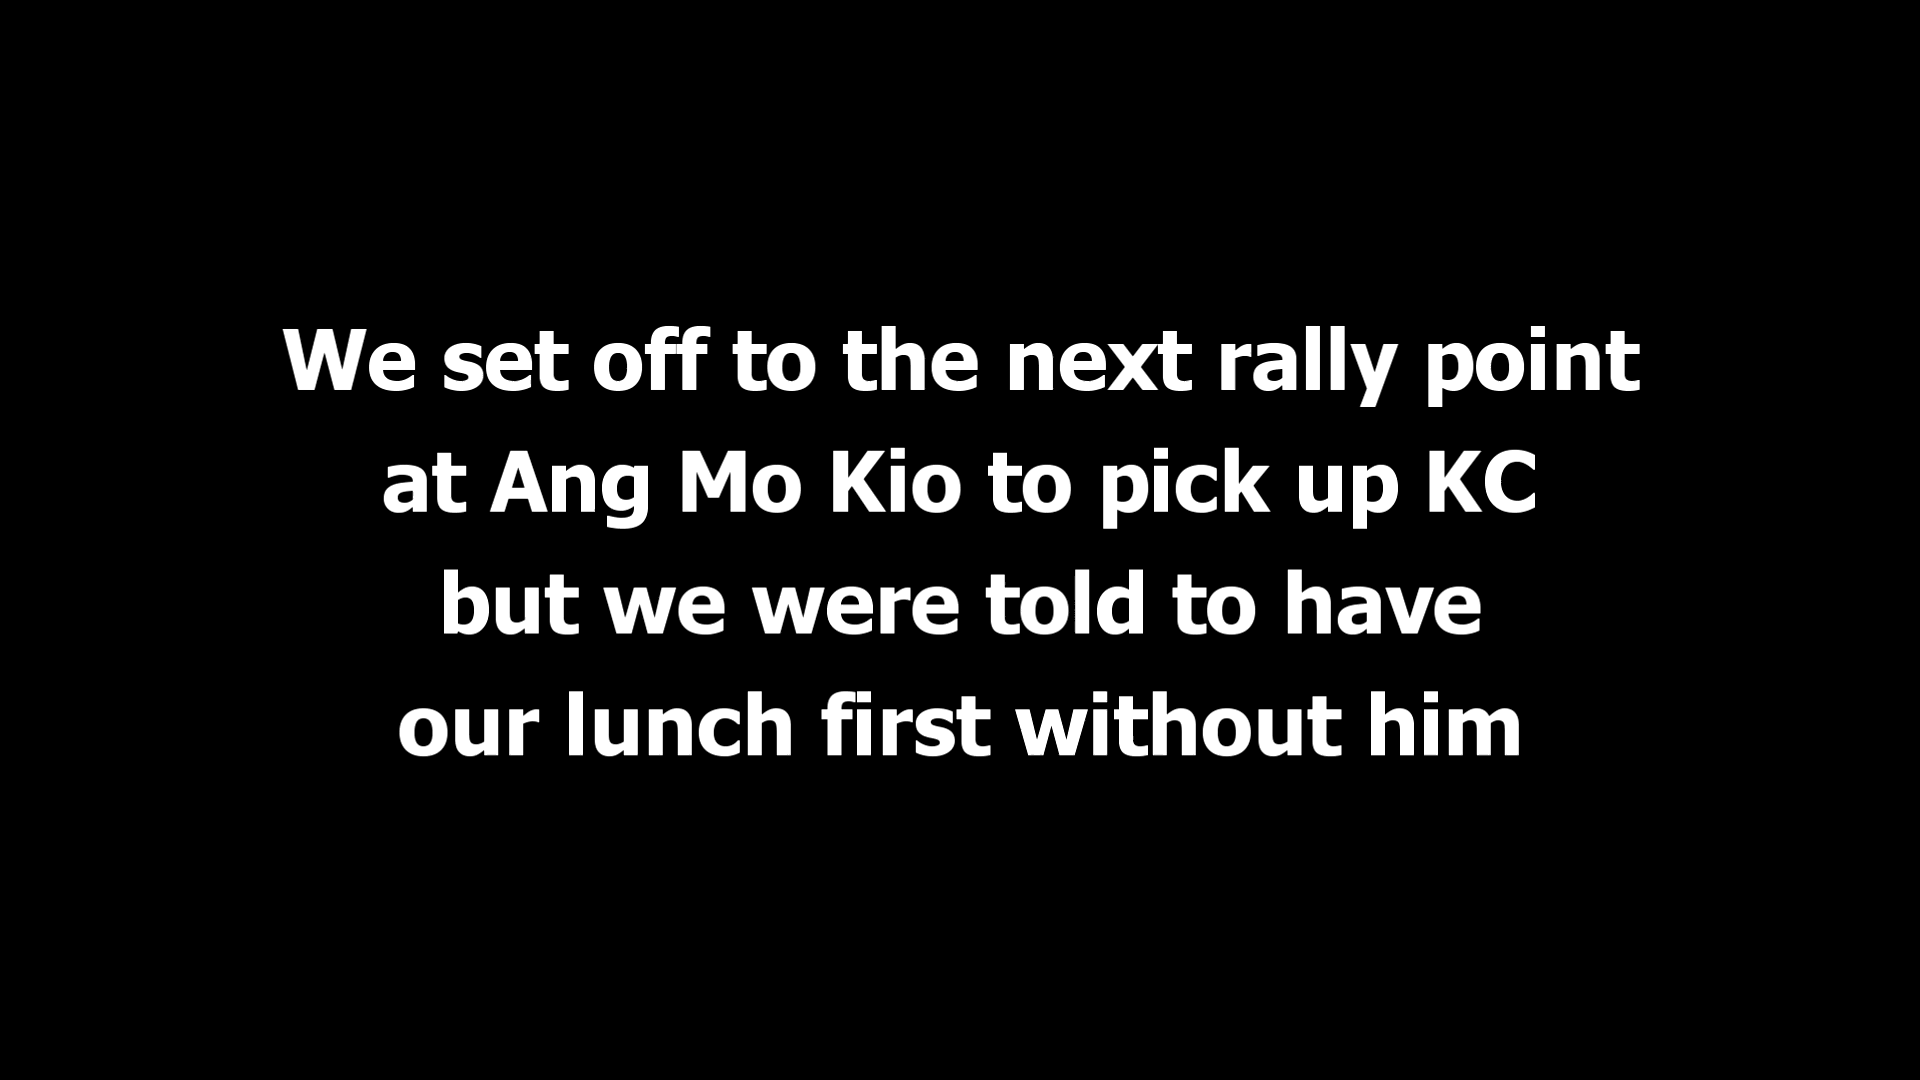 We set off to the next rally point
at Ang Mo Kio to pick up KC
but we were told to have
our lunch first without him